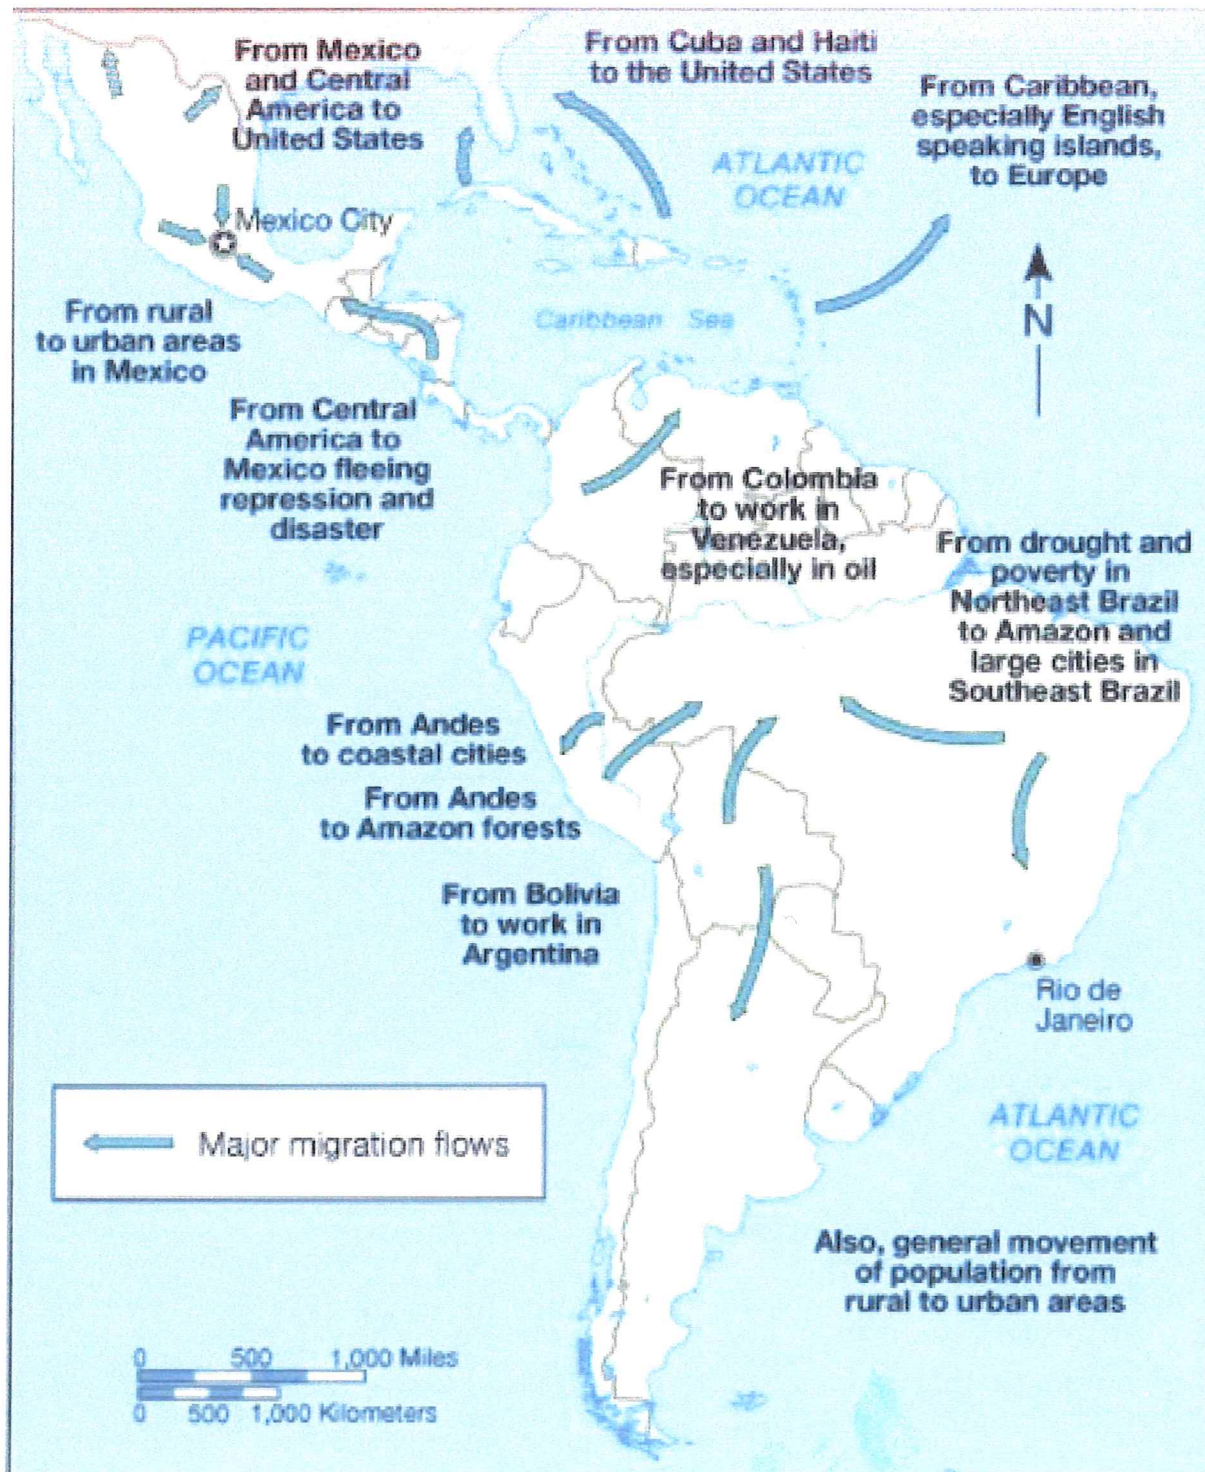 From Mexico
and Central
America to
United States
From Cuba and Haiti
to the United States
From Caribbean,
especially English
speaking islands,
to Europe
ATLANTIC
OCEAN
Mexico City
N
From rural
to urban areas
in Mexico
Caribbean Sea
From Central
America to
Mexico fleeing
repression and
disaster
From Colombia
to work in
Venezuela,
especially in oil
From drought and
poverty in
Northeast Brazil
to Amazon and
large cities in
Southeast Brazil
PACIFIC
OCEAN
From Andes
to coastal cities
From Andes
to Amazon forests
From Bolivia
to work in
Argentina
Rio de
Janeiro
Major migration flows
ATLANTIC
OCEAN
Also, general movement
of population from
rural to urban areas
0 500 1,000 Miles
0 500 1,000 Kilometers